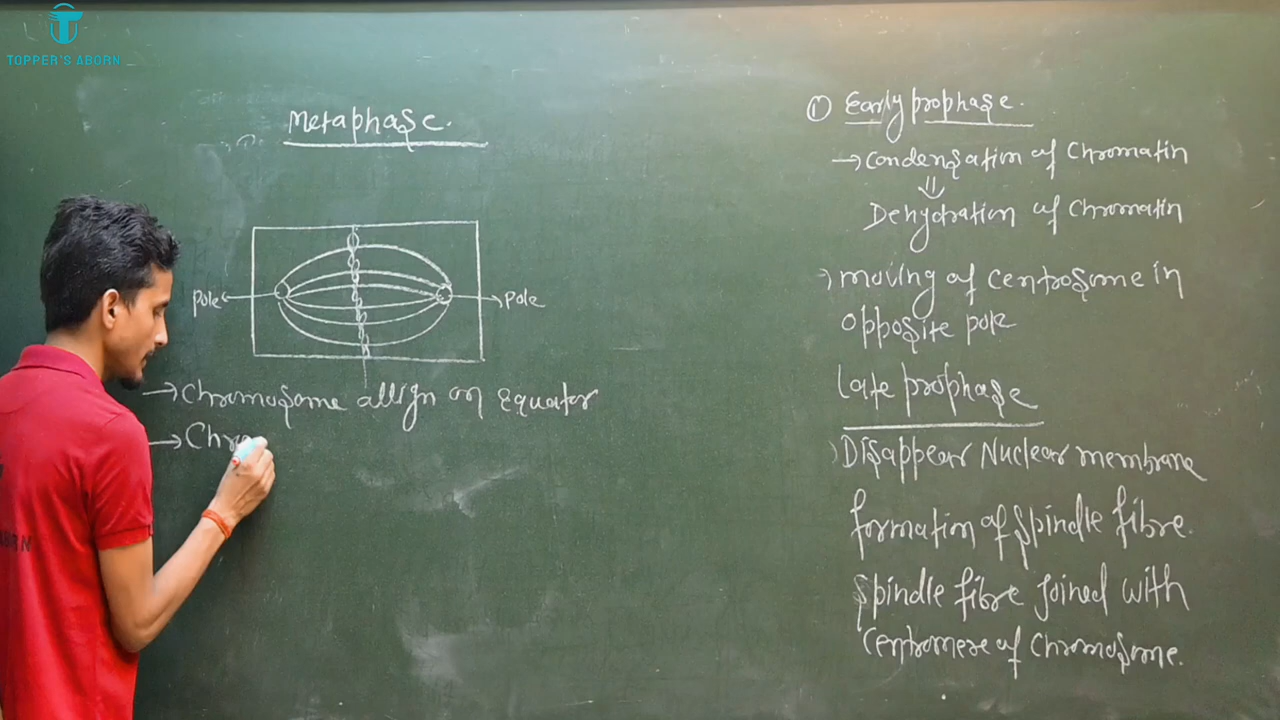 TOPPER'S ABORN
Metaphase.
Pole
Pole
→ Chromosome allign on Equator
→ Chro
① Early prophase.
→ Condensation of Chromatin
⇓
Dehydration of Chromatin
) moving of centrosome in
opposite pole
Late prophase
) Disappear Nuclear membrane
formation of spindle fibre.
spindle fibre joined with
Centromere of Chromosome.